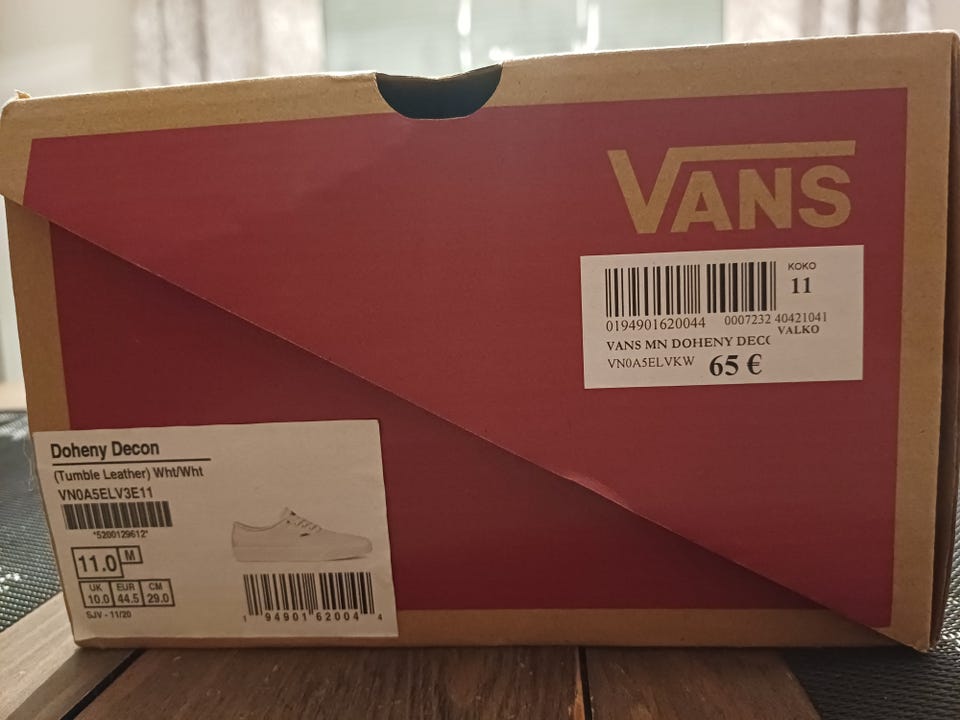 VANS
KOKO
11
0194901620044 0007232 40421041
VALKO
VANS MN DOHENY DECO
VN0A5ELVKW 65 €
Doheny Decon
(Tumble Leather) Wht/Wht
VN0A5ELV3E11
*5200129612*
11.0 M
UK EUR CM
10.0 44.5 29.0
SJV - 11/20
1 94901 62004 4